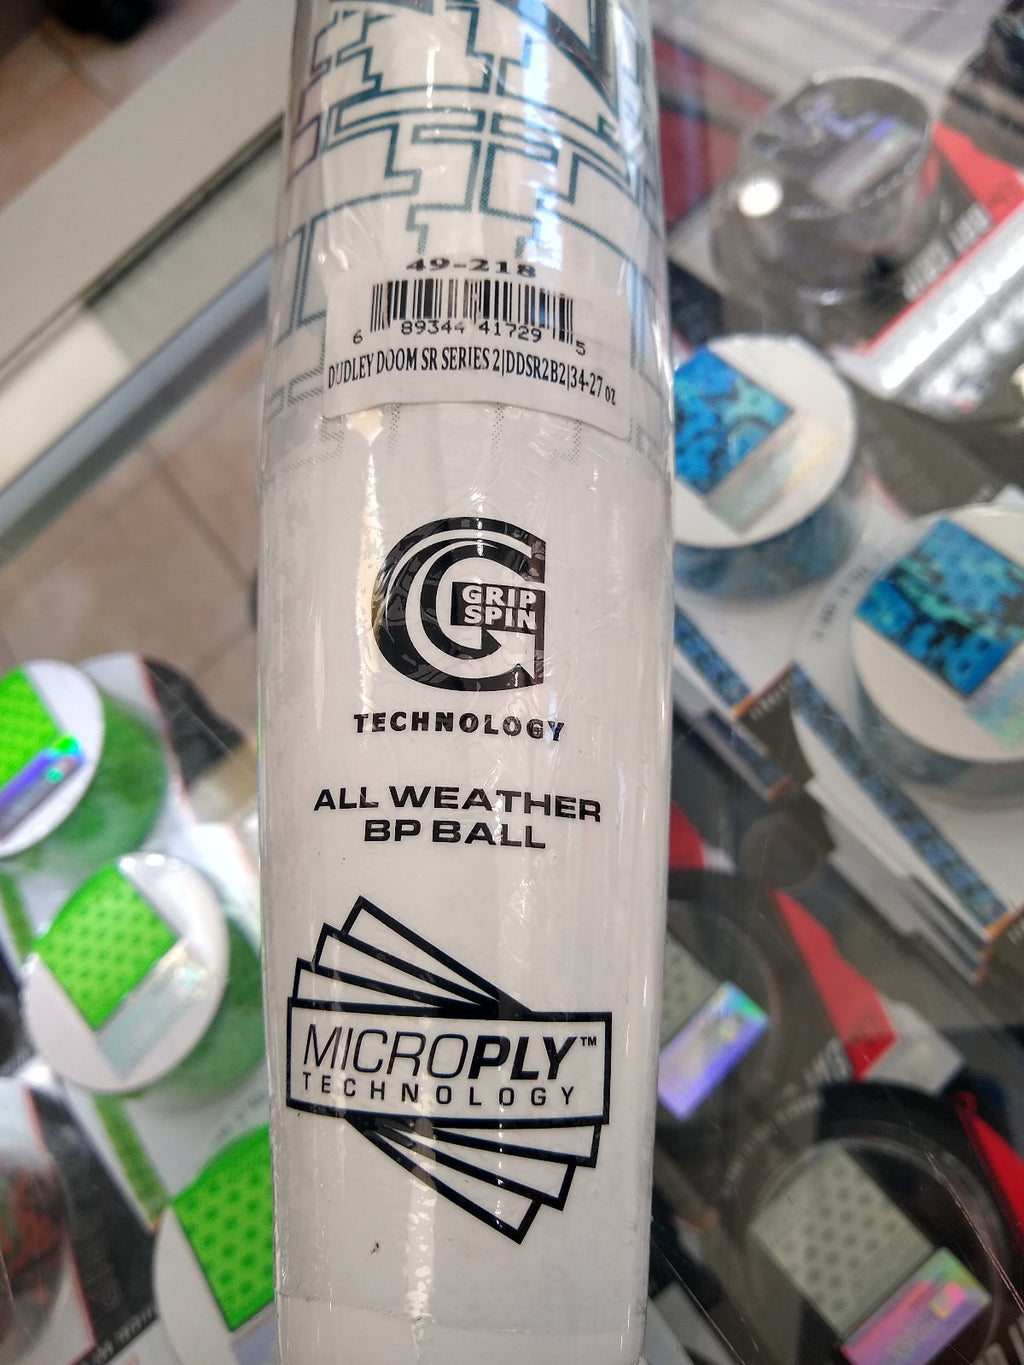 49-218
6 89344 41729 5
DUDLEY DOOM SR SERIES 2|DDSR2B2|34-27 oz
GRIP
SPIN
TECHNOLOGY
ALL WEATHER
BP BALL
MICROPLY™
TECHNOLOGY